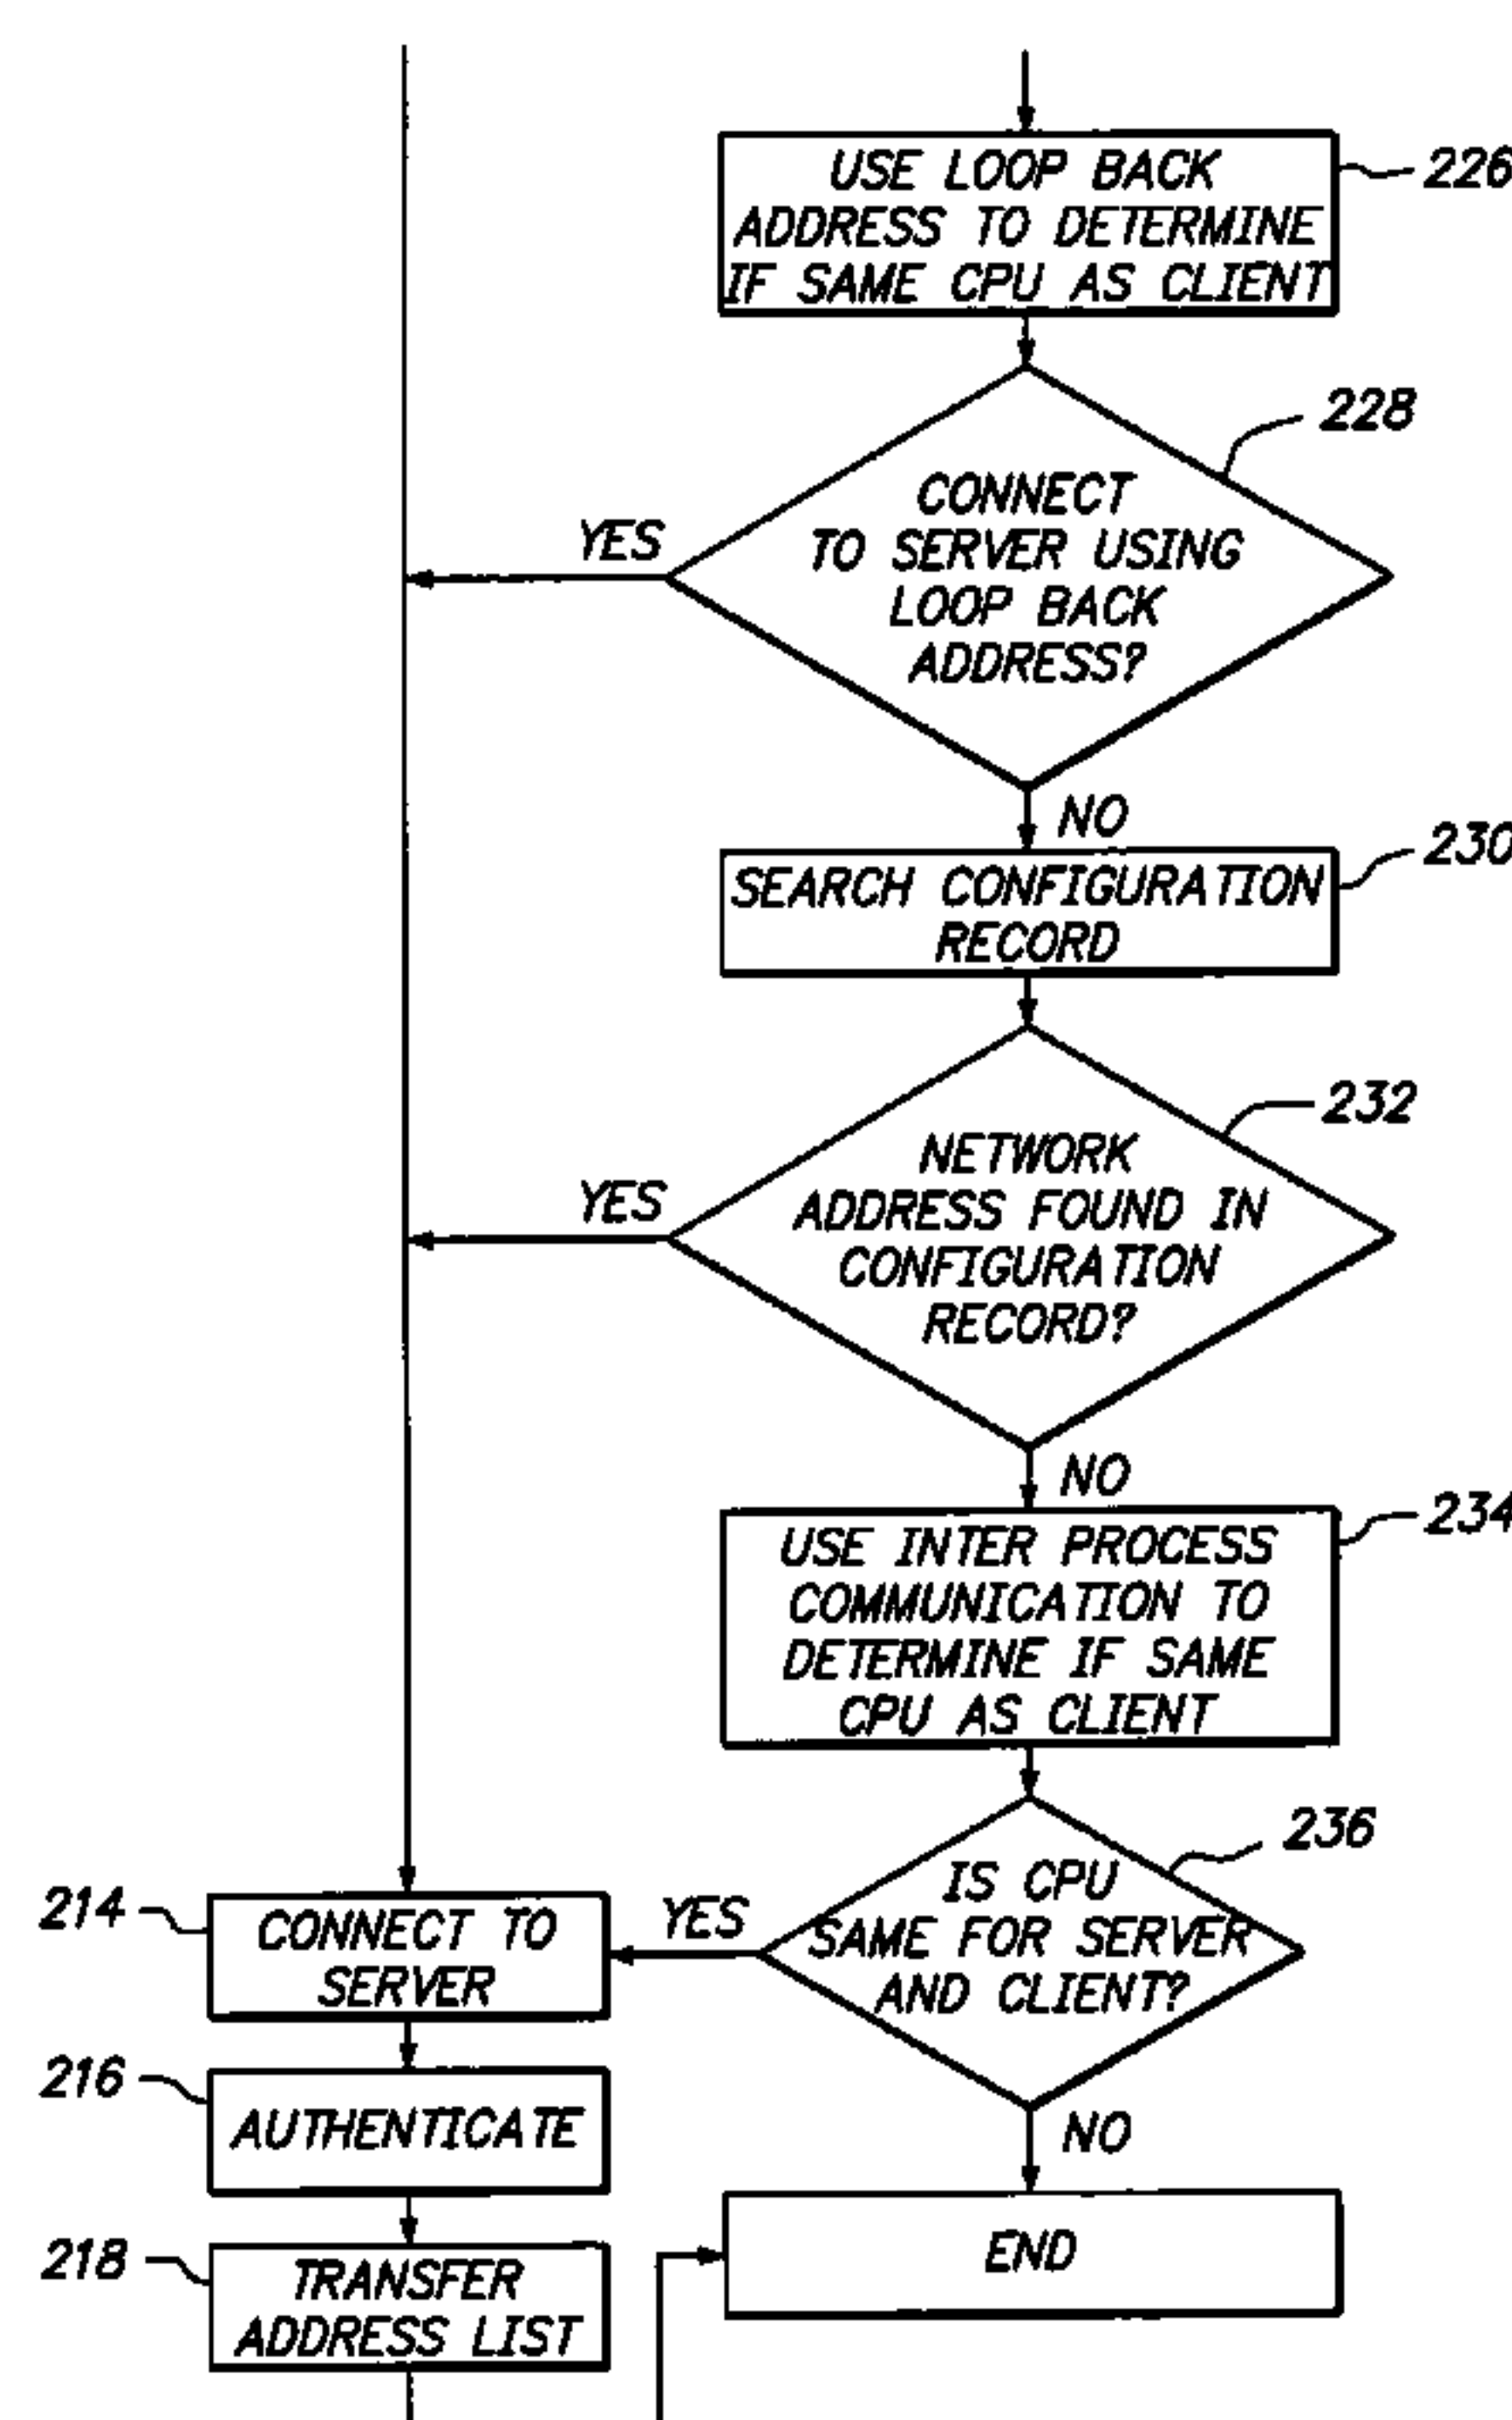 USE LOOP BACK
ADDRESS TO DETERMINE
IF SAME CPU AS CLIENT
226
CONNECT
TO SERVER USING
LOOP BACK
ADDRESS?
228
YES
NO
SEARCH CONFIGURATION
RECORD
230
NETWORK
ADDRESS FOUND IN
CONFIGURATION
RECORD?
232
YES
NO
USE INTER PROCESS
COMMUNICATION TO
DETERMINE IF SAME
CPU AS CLIENT
234
IS CPU
SAME FOR SERVER
AND CLIENT?
236
YES
NO
214
CONNECT TO
SERVER
216
AUTHENTICATE
218
TRANSFER
ADDRESS LIST
END